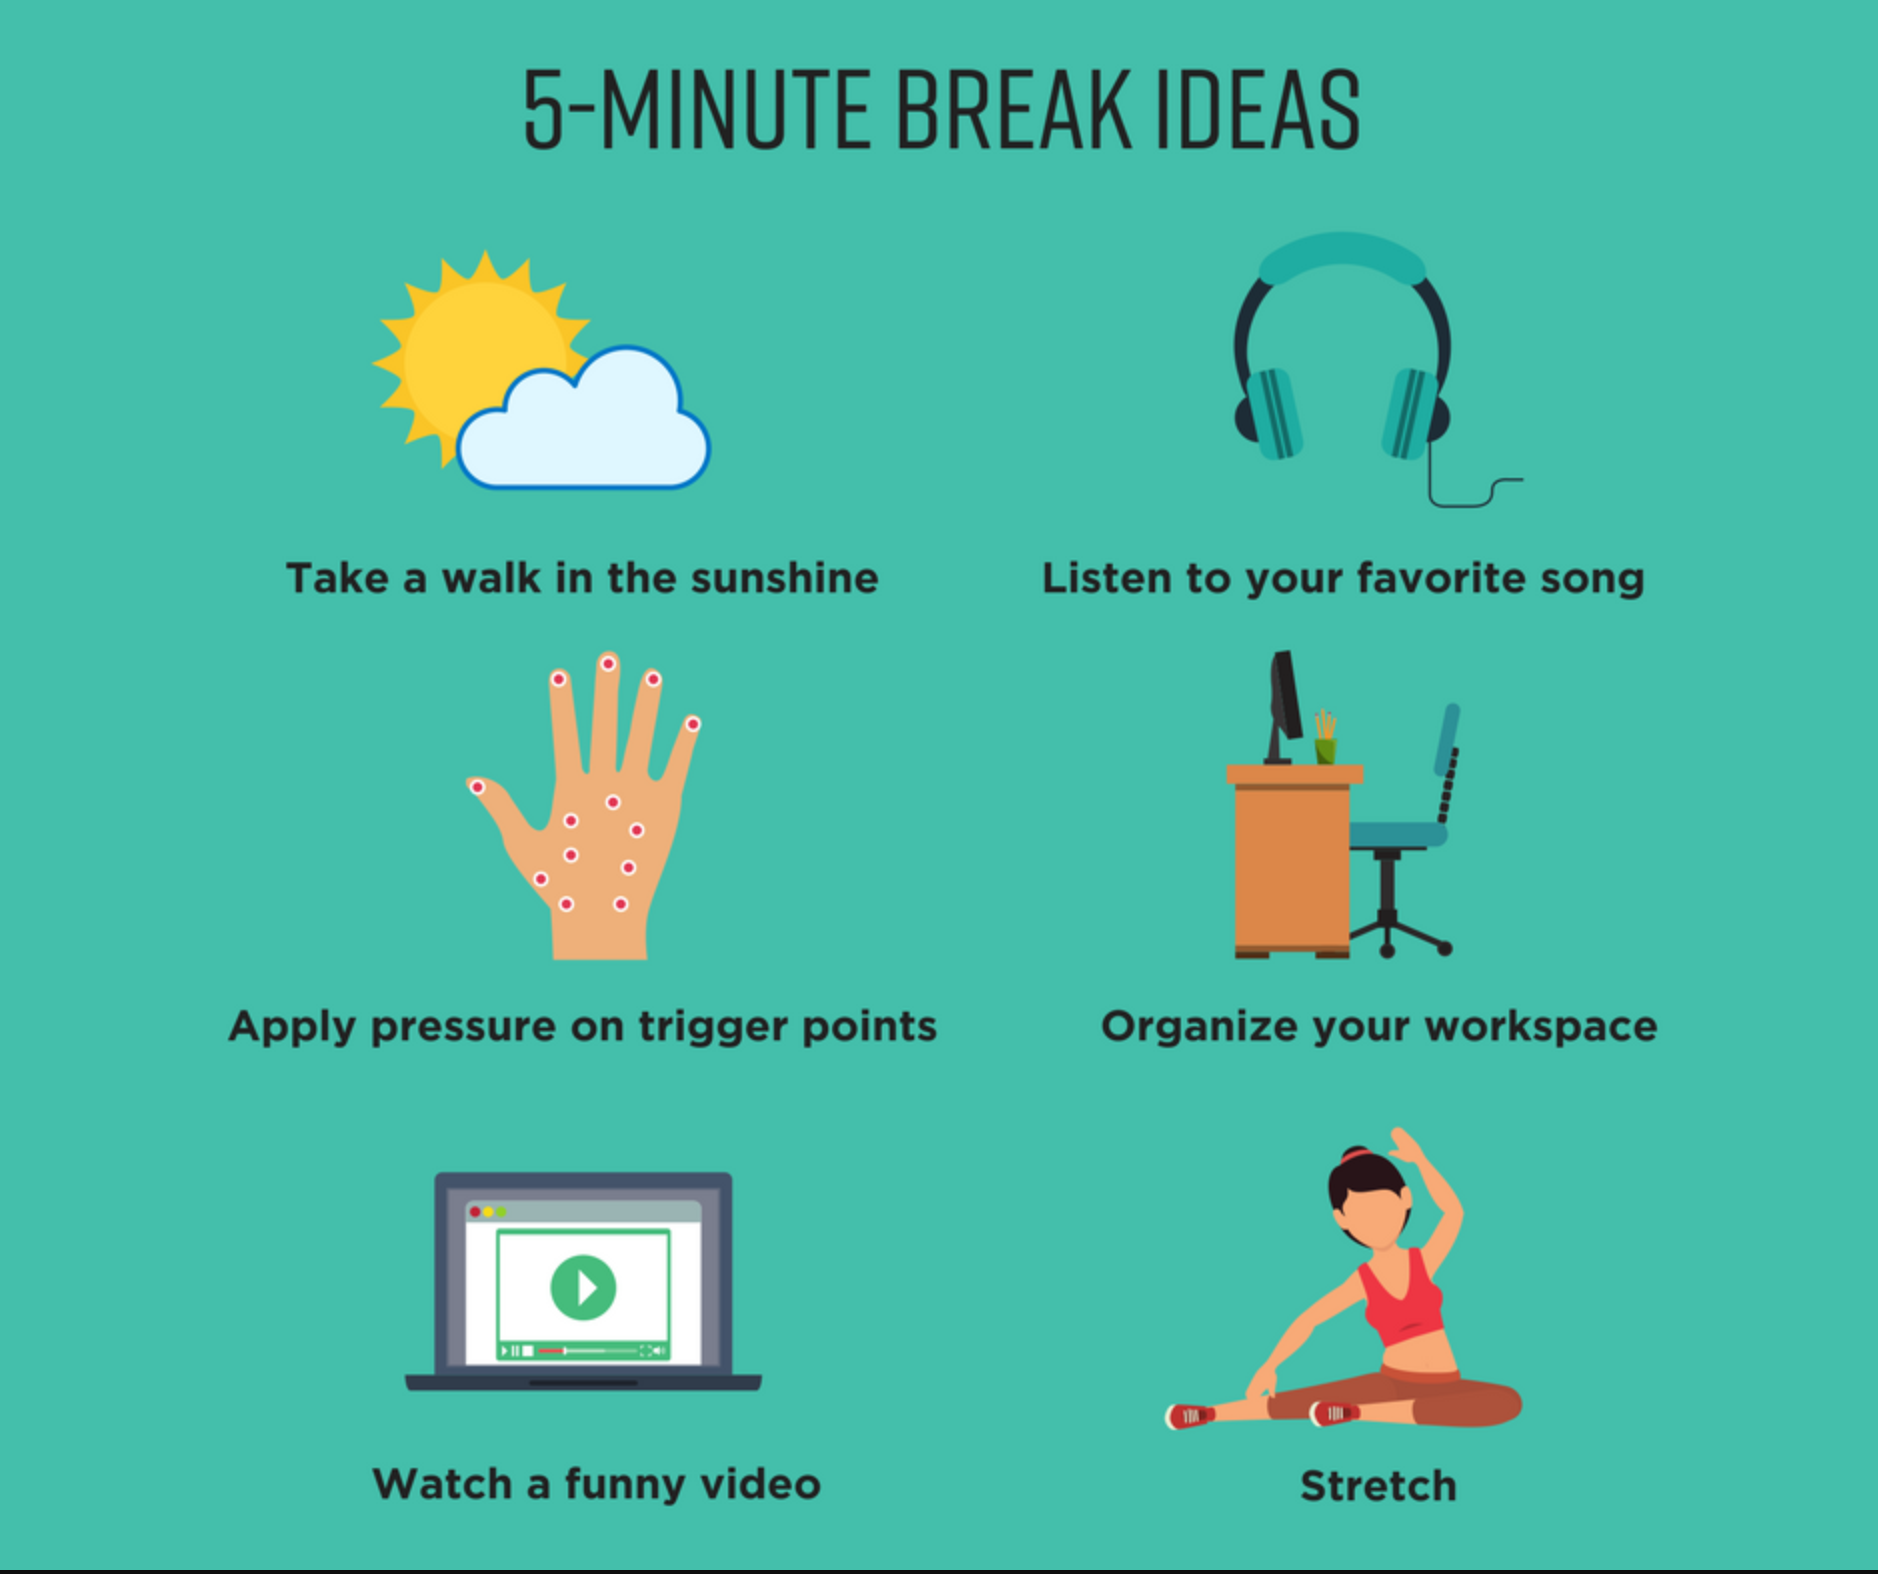 5-MINUTE BREAK IDEAS
Take a walk in the sunshine
Listen to your favorite song
Apply pressure on trigger points
Organize your workspace
Watch a funny video
Stretch